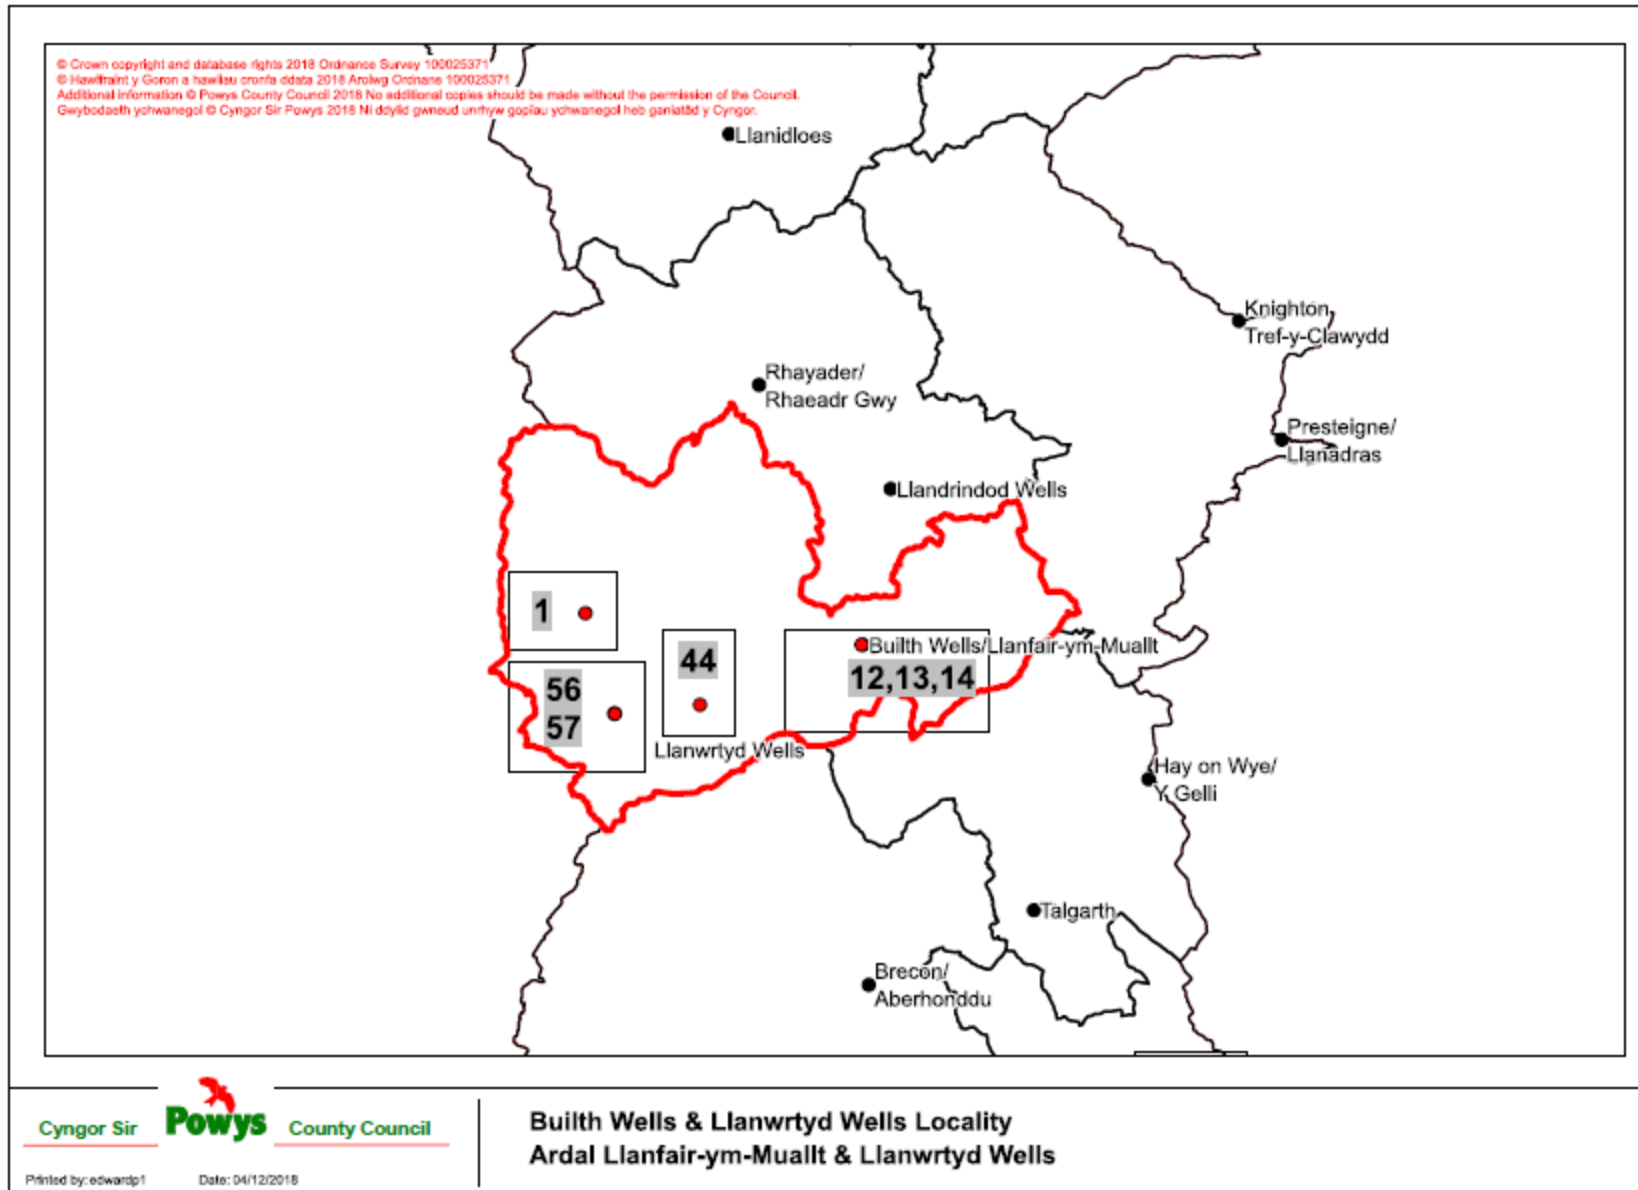 © Crown copyright and database rights 2018 Ordnance Survey 100025371
© Hawlfraint y Goron a hawliau cronfa ddata 2018 Arolwg Ordnans 100025371
Additional information © Powys County Council 2018 No additional copies should be made without the permission of the Council.
Gwybodaeth ychwanegol © Cyngor Sir Powys 2018 Ni ddylid gwneud unrhyw gopïau ychwanegol heb ganiatâd y Cyngor.
Llanidloes
Knighton
Tref-y-Clawydd
Rhayader/
Rhaeadr Gwy
Presteigne/
Llanadras
Llandrindod Wells
1
Builth Wells/Llanfair-ym-Muallt
44
12,13,14
56
57
Llanwrtyd Wells
Hay on Wye/
Y Gelli
Talgarth
Brecon/
Aberhonddu
Cyngor Sir Powys County Council
Builth Wells & Llanwrtyd Wells Locality
Ardal Llanfair-ym-Muallt & Llanwrtyd Wells
Printed by: edwardp1 Date: 04/12/2018